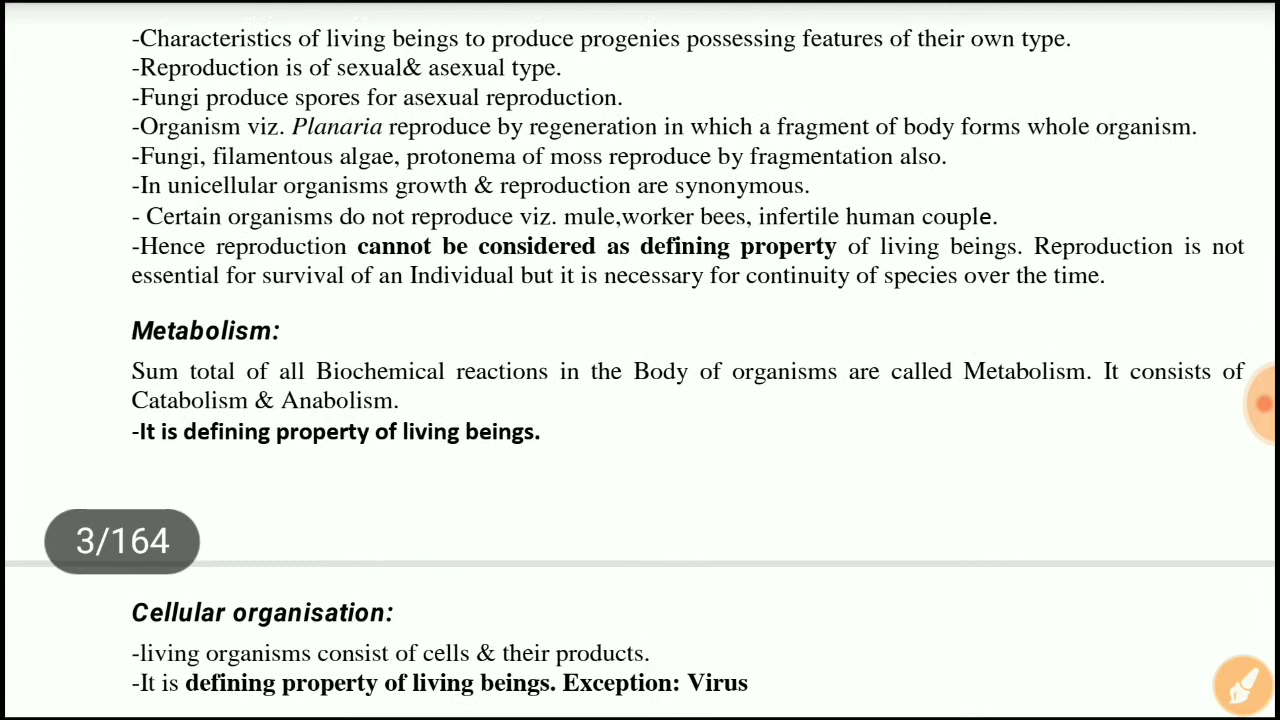 -Characteristics of living beings to produce progenies possessing features of their own type.
-Reproduction is of sexual& asexual type.
-Fungi produce spores for asexual reproduction.
-Organism viz. Planaria reproduce by regeneration in which a fragment of body forms whole organism.
-Fungi, filamentous algae, protonema of moss reproduce by fragmentation also.
-In unicellular organisms growth & reproduction are synonymous.
- Certain organisms do not reproduce viz. mule,worker bees, infertile human couple.
-Hence reproduction cannot be considered as defining property of living beings. Reproduction is not
essential for survival of an Individual but it is necessary for continuity of species over the time.
Metabolism:
Sum total of all Biochemical reactions in the Body of organisms are called Metabolism. It consists of
Catabolism & Anabolism.
-It is defining property of living beings.
3/164
Cellular organisation:
-living organisms consist of cells & their products.
-It is defining property of living beings. Exception: Virus